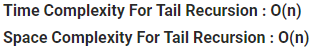 Time Complexity For Tail Recursion : O(n)
Space Complexity For Tail Recursion : O(n)